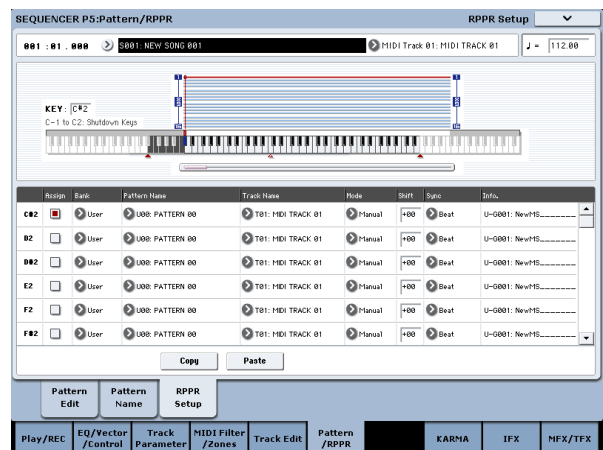 SEQUENCER P5:Pattern/RPPR RPPR Setup
001 :01 . 000 S001: NEW SONG 001 MIDI Track 01: MIDI TRACK 01 ♩ = 112.00
KEY: C#2
C-1 to C2: Shutdown Keys
Assign Bank Pattern Name Track Name Mode Shift Sync Info.
C#2 User U00: PATTERN 00 T01: MIDI TRACK 01 Manual +00 Beat U-G001: NewMS_______
D2 User U00: PATTERN 00 T01: MIDI TRACK 01 Manual +00 Beat U-G001: NewMS_______
D#2 User U00: PATTERN 00 T01: MIDI TRACK 01 Manual +00 Beat U-G001: NewMS_______
E2 User U00: PATTERN 00 T01: MIDI TRACK 01 Manual +00 Beat U-G001: NewMS_______
F2 User U00: PATTERN 00 T01: MIDI TRACK 01 Manual +00 Beat U-G001: NewMS_______
F#2 User U00: PATTERN 00 T01: MIDI TRACK 01 Manual +00 Beat U-G001: NewMS_______
Copy Paste
Pattern Edit Pattern Name RPPR Setup
Play/REC EQ/Vector /Control Track Parameter MIDI Filter /Zones Track Edit Pattern /RPPR KARMA IFX MFX/TFX